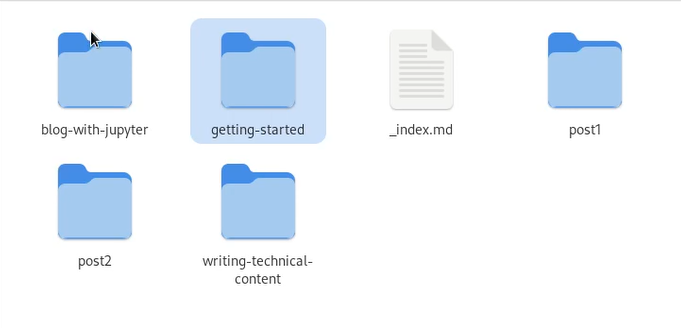 blog-with-jupyter
getting-started
_index.md
post1
post2
writing-technical-
content